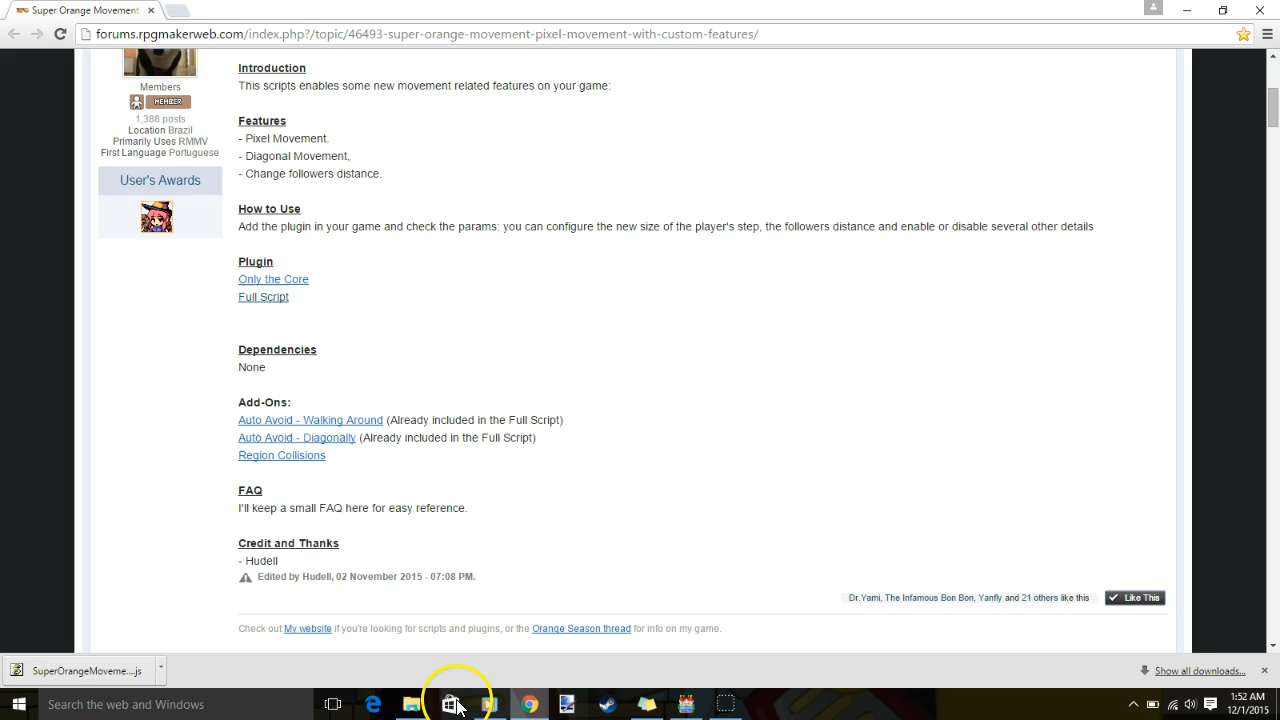 Super Orange Movement
forums.rpgmakerweb.com/index.php?/topic/46493-super-orange-movement-pixel-movement-with-custom-features/
Members
MEMBER
1,388 posts
Location Brazil
Primarily Uses RMMV
First Language Portuguese
User's Awards
Introduction
This scripts enables some new movement related features on your game:
Features
- Pixel Movement.
- Diagonal Movement,
- Change followers distance.
How to Use
Add the plugin in your game and check the params: you can configure the new size of the player's step, the followers distance and enable or disable several other details
Plugin
Only the Core
Full Script
Dependencies
None
Add-Ons:
Auto Avoid - Walking Around (Already included in the Full Script)
Auto Avoid - Diagonally (Already included in the Full Script)
Region Collisions
FAQ
I'll keep a small FAQ here for easy reference.
Credit and Thanks
- Hudell
Edited by Hudell, 02 November 2015 - 07:08 PM.
Dr.Yami, The Infamous Bon Bon, Yanfly and 21 others like this
Like This
Check out My website if you're looking for scripts and plugins, or the Orange Season thread for info on my game.
SuperOrangeMoveme....js
Show all downloads...
Search the web and Windows
1:52 AM
12/1/2015